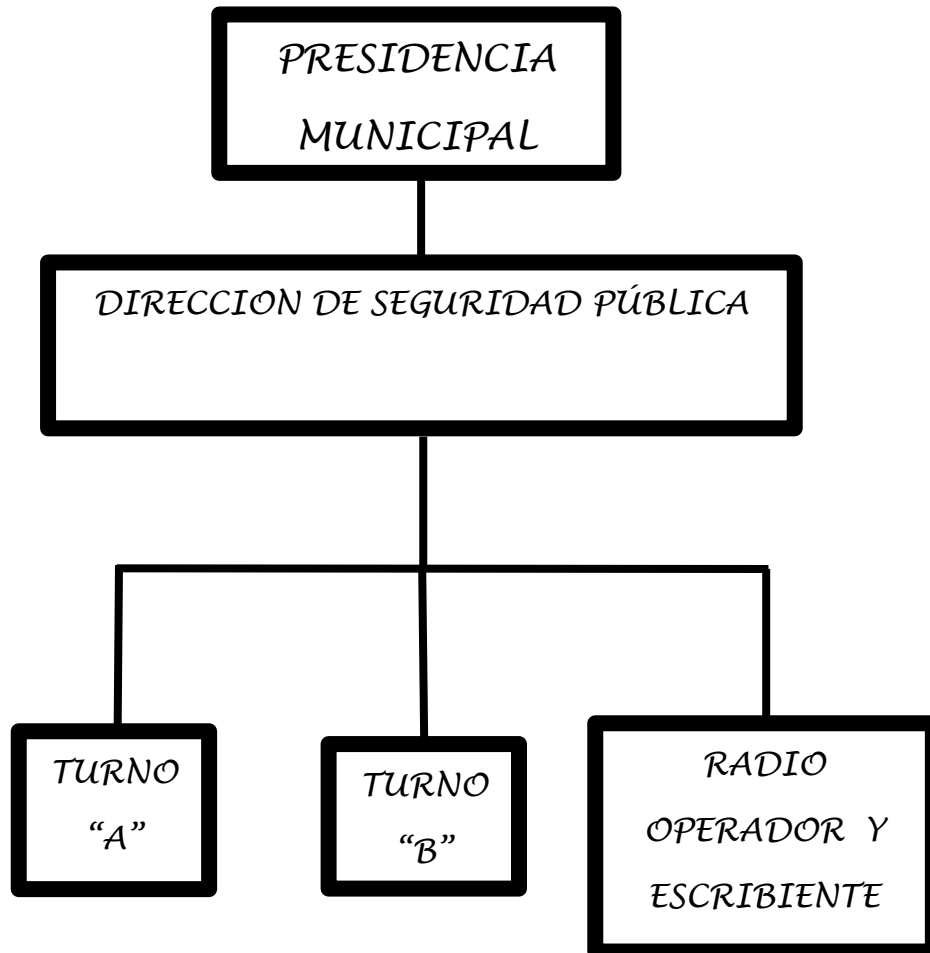 PRESIDENCIA
MUNICIPAL
DIRECCION DE SEGURIDAD PÚBLICA
TURNO
“A”
TURNO
“B”
RADIO
OPERADOR Y
ESCRIBIENTE